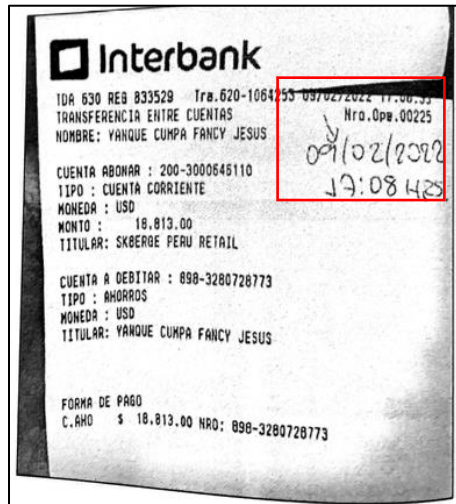 Interbank
TDA 630 REG 833529 Tra.620-1064253 09/02/2022 17:08:35
TRANSFERENCIA ENTRE CUENTAS Nro.Ope.00225
NOMBRE: YANQUE CUMPA FANCY JESUS
09/02/2022
17:08 HRS
CUENTA ABONAR : 200-3000646110
TIPO : CUENTA CORRIENTE
MONEDA : USD
MONTO : 18.813.00
TITULAR: SKBERGE PERU RETAIL
CUENTA A DEBITAR : 898-3280728773
TIPO : AHORROS
MONEDA : USD
TITULAR: YANQUE CUMPA FANCY JESUS
FORMA DE PAGO
C.AHO $ 18.813.00 NRO: 898-3280728773